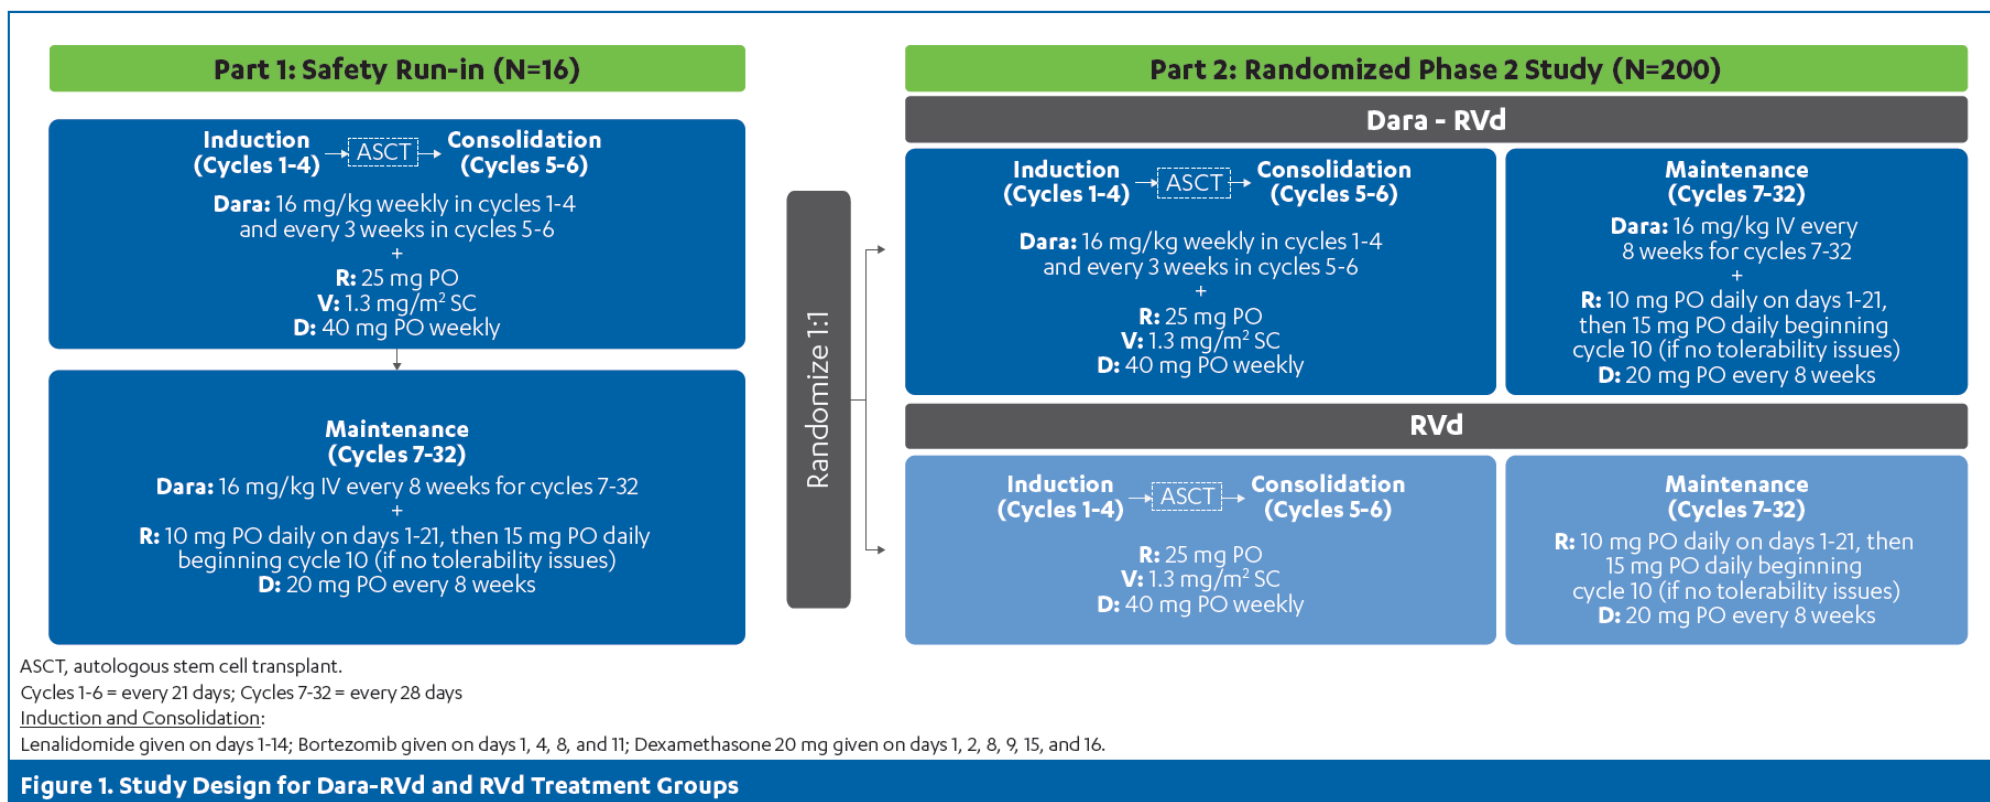 Part 1: Safety Run-in (N=16)
Induction
(Cycles 1-4)
ASCT
Consolidation
(Cycles 5-6)
Dara: 16 mg/kg weekly in cycles 1-4
and every 3 weeks in cycles 5-6
+
R: 25 mg PO
V: 1.3 mg/m² SC
D: 40 mg PO weekly
Maintenance
(Cycles 7-32)
Dara: 16 mg/kg IV every 8 weeks for cycles 7-32
+
R: 10 mg PO daily on days 1-21, then 15 mg PO daily
beginning cycle 10 (if no tolerability issues)
D: 20 mg PO every 8 weeks
Randomize 1:1
Part 2: Randomized Phase 2 Study (N=200)
Dara - RVd
Induction
(Cycles 1-4)
ASCT
Consolidation
(Cycles 5-6)
Dara: 16 mg/kg weekly in cycles 1-4
and every 3 weeks in cycles 5-6
+
R: 25 mg PO
V: 1.3 mg/m² SC
D: 40 mg PO weekly
Maintenance
(Cycles 7-32)
Dara: 16 mg/kg IV every
8 weeks for cycles 7-32
+
R: 10 mg PO daily on days 1-21,
then 15 mg PO daily beginning
cycle 10 (if no tolerability issues)
D: 20 mg PO every 8 weeks
RVd
Induction
(Cycles 1-4)
ASCT
Consolidation
(Cycles 5-6)
R: 25 mg PO
V: 1.3 mg/m² SC
D: 40 mg PO weekly
Maintenance
(Cycles 7-32)
R: 10 mg PO daily on days 1-21, then
15 mg PO daily beginning
cycle 10 (if no tolerability issues)
D: 20 mg PO every 8 weeks
ASCT, autologous stem cell transplant.
Cycles 1-6 = every 21 days; Cycles 7-32 = every 28 days
Induction and Consolidation:
Lenalidomide given on days 1-14; Bortezomib given on days 1, 4, 8, and 11; Dexamethasone 20 mg given on days 1, 2, 8, 9, 15, and 16.
Figure 1. Study Design for Dara-RVd and RVd Treatment Groups